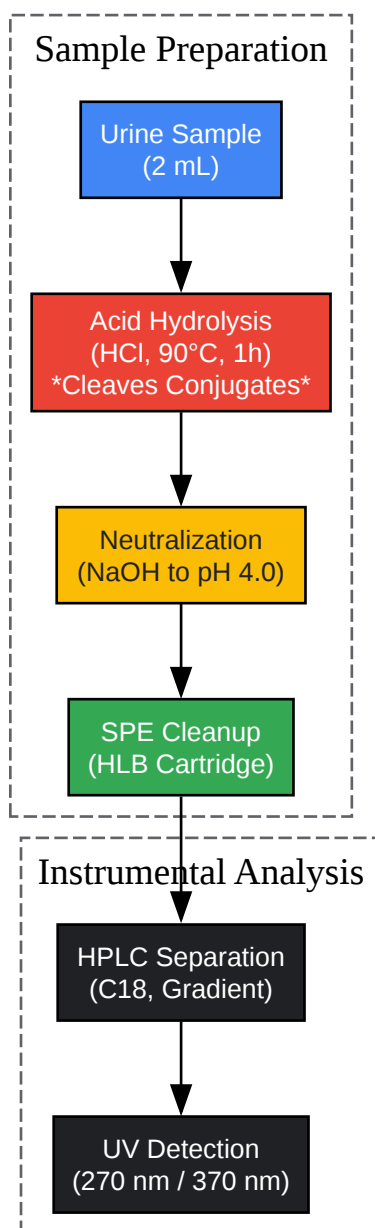 Sample Preparation
Urine Sample
(2 mL)
Acid Hydrolysis
(HCl, 90°C, 1h)
*Cleaves Conjugates*
Neutralization
(NaOH to pH 4.0)
SPE Cleanup
(HLB Cartridge)
Instrumental Analysis
HPLC Separation
(C18, Gradient)
UV Detection
(270 nm / 370 nm)